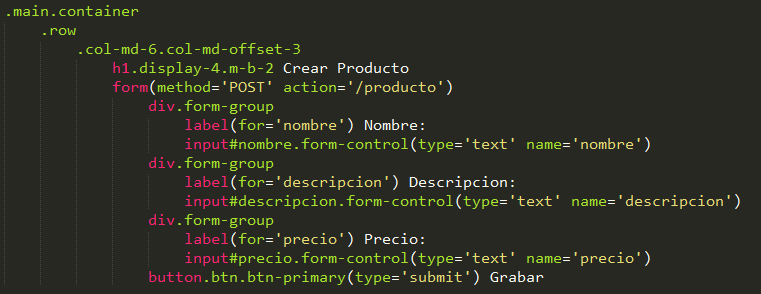 .main.container
.row
.col-md-6.col-md-offset-3
h1.display-4.m-b-2 Crear Producto
form(method='POST' action='/producto')
div.form-group
label(for='nombre') Nombre:
input#nombre.form-control(type='text' name='nombre')
div.form-group
label(for='descripcion') Descripcion:
input#descripcion.form-control(type='text' name='descripcion')
div.form-group
label(for='precio') Precio:
input#precio.form-control(type='text' name='precio')
button.btn.btn-primary(type='submit') Grabar